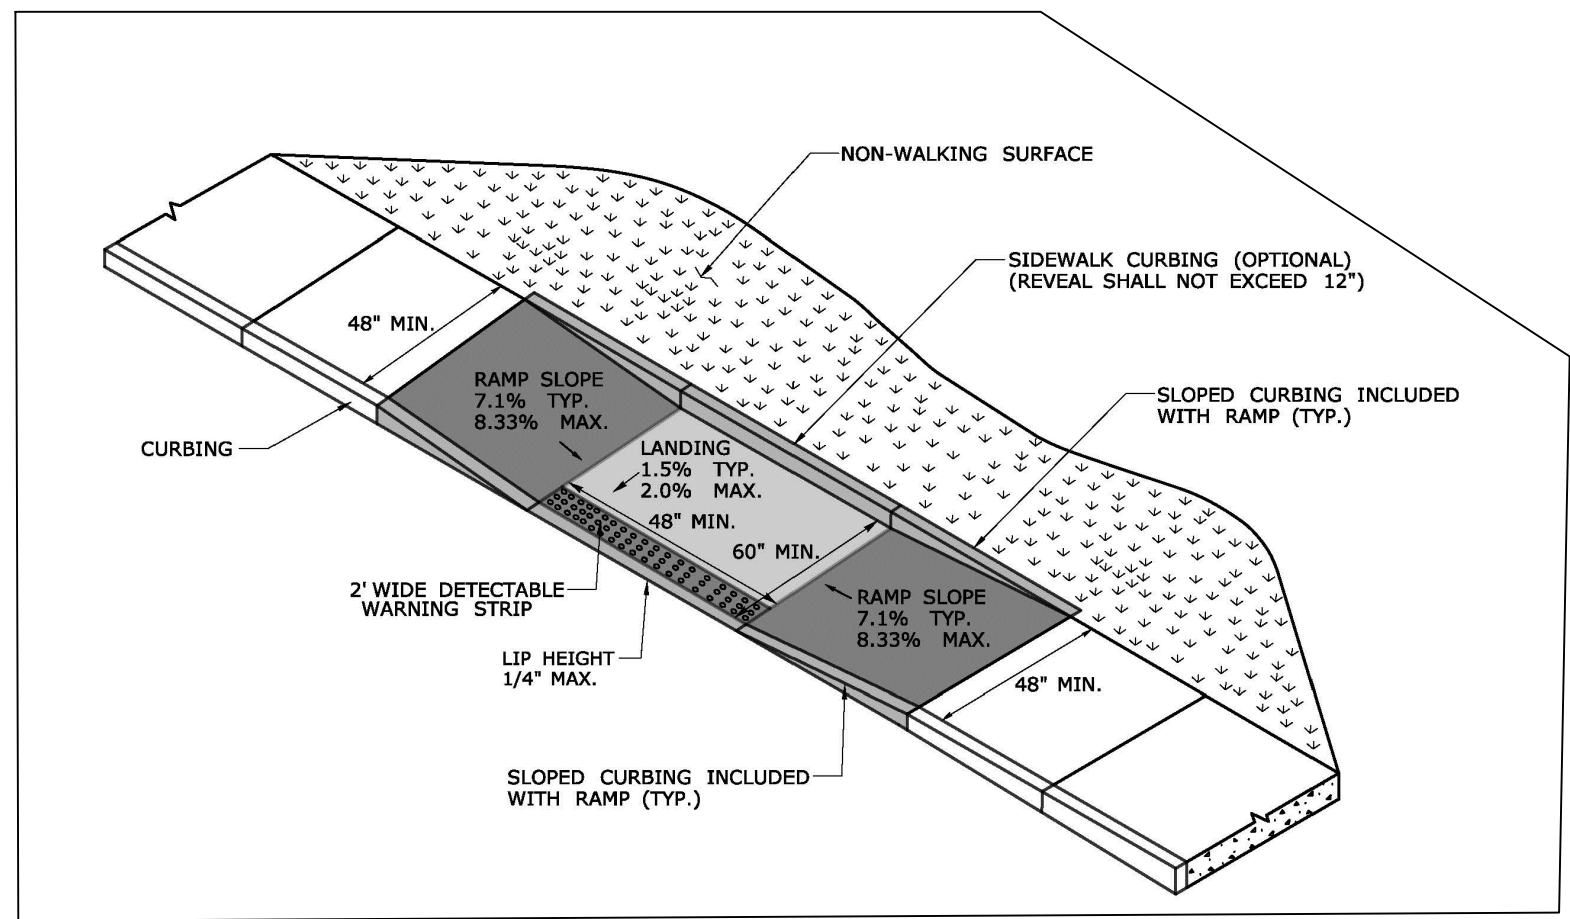 NON-WALKING SURFACE
SIDEWALK CURBING (OPTIONAL)
(REVEAL SHALL NOT EXCEED 12")
48" MIN.
RAMP SLOPE
7.1% TYP.
8.33% MAX.
SLOPED CURBING INCLUDED
WITH RAMP (TYP.)
CURBING
LANDING
1.5% TYP.
2.0% MAX.
48" MIN.
60" MIN.
2' WIDE DETECTABLE
WARNING STRIP
RAMP SLOPE
7.1% TYP.
8.33% MAX.
LIP HEIGHT
1/4" MAX.
48" MIN.
SLOPED CURBING INCLUDED
WITH RAMP (TYP.)